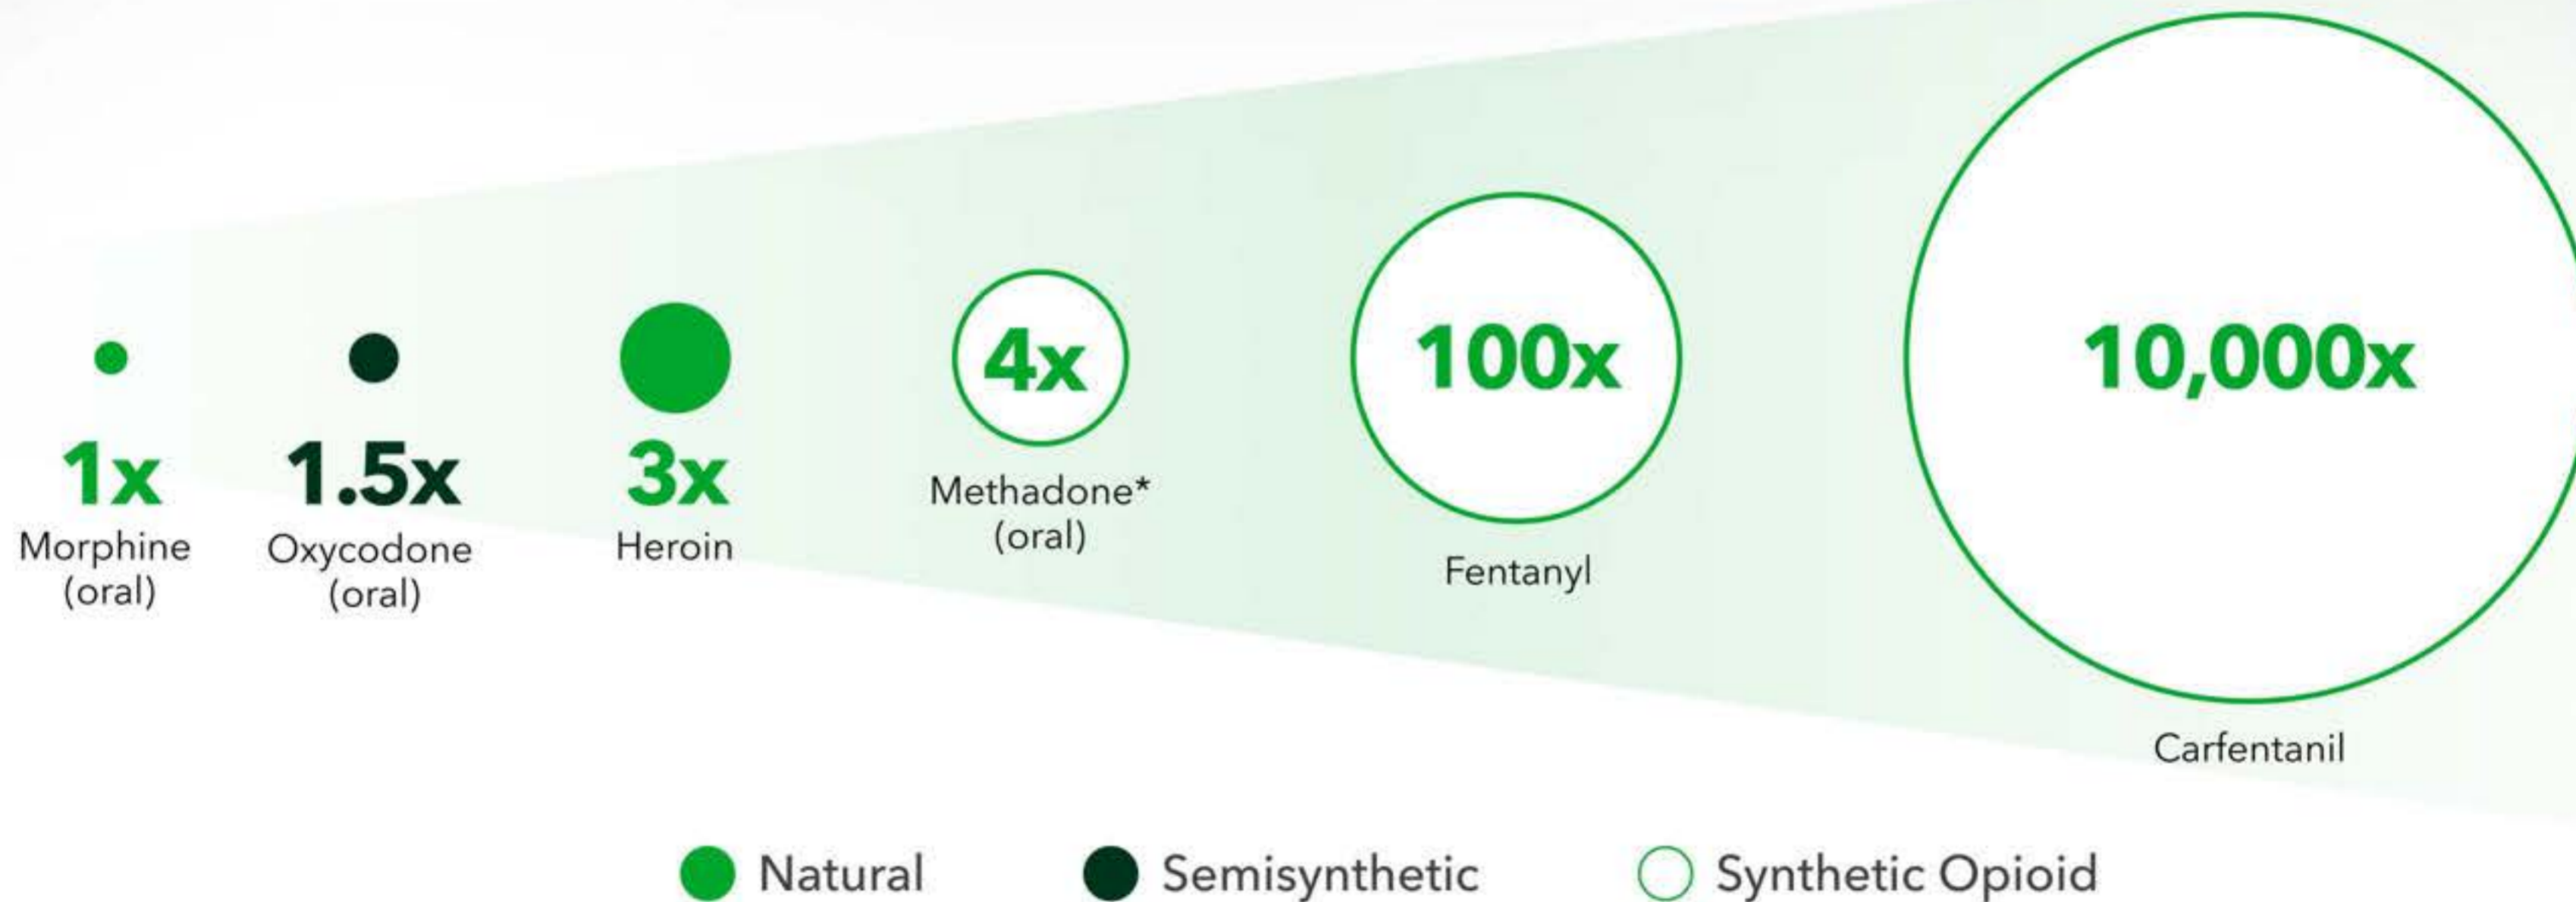 1x
Morphine
(oral)
1.5x
Oxycodone
(oral)
3x
Heroin
4x
Methadone*
(oral)
100x
Fentanyl
10,000x
Carfentanil
Natural
Semisynthetic
Synthetic Opioid